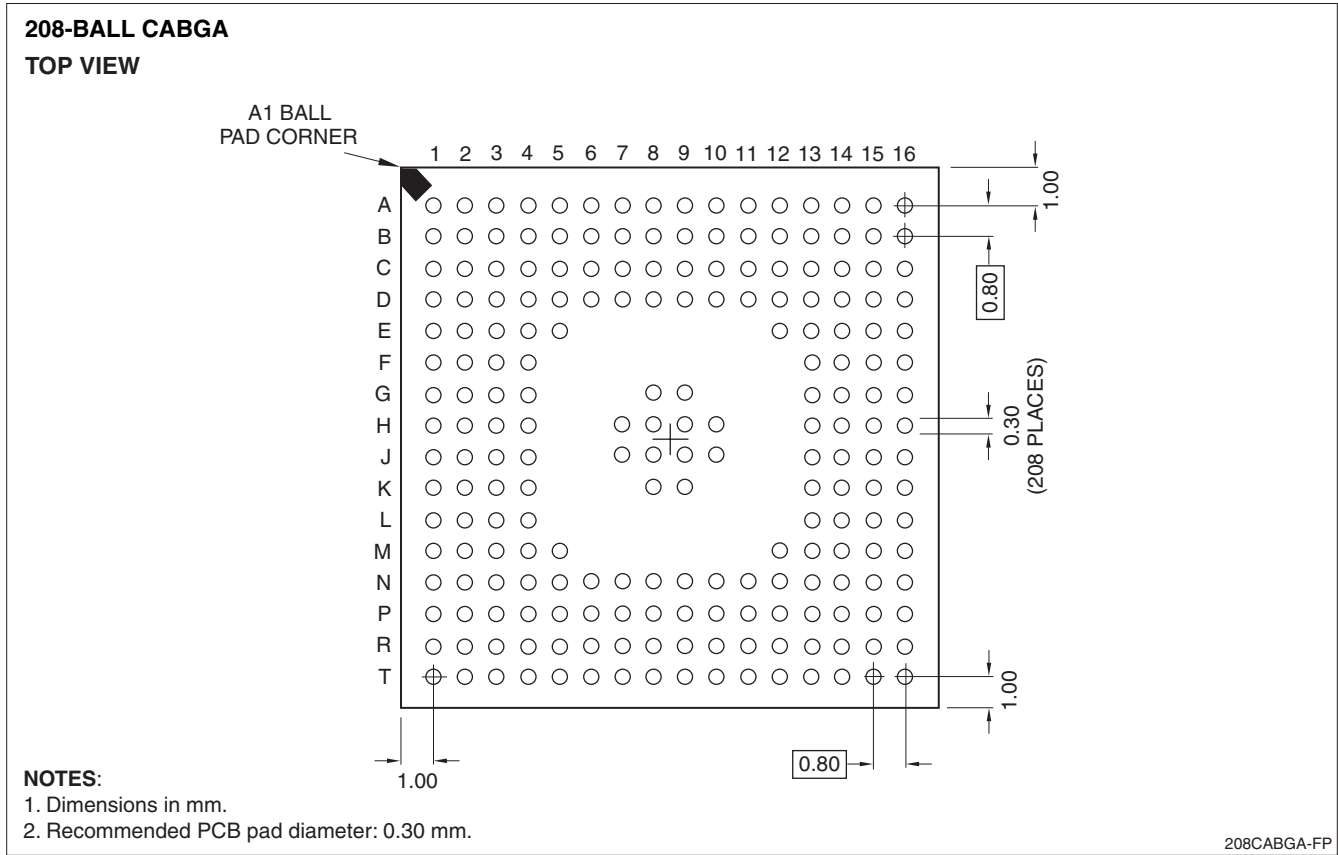 208-BALL CABGA
TOP VIEW
A1 BALL
PAD CORNER
1 2 3 4 5 6 7 8 9 10 11 12 13 14 15 16
A
B
C
D
E
F
G
H
J
K
L
M
N
P
R
T
1.00
0.80
0.30
(208 PLACES)
1.00
0.80
1.00
NOTES:
1. Dimensions in mm.
2. Recommended PCB pad diameter: 0.30 mm.
208CABGA-FP